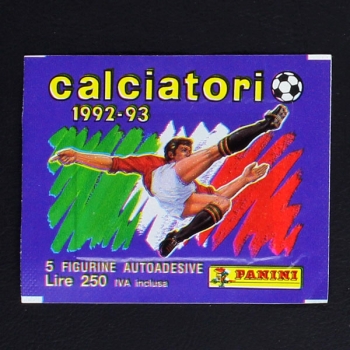 calciatori
1992-93
5 FIGURINE AUTOADESIVE
Lire 250 IVA inclusa
PANINI